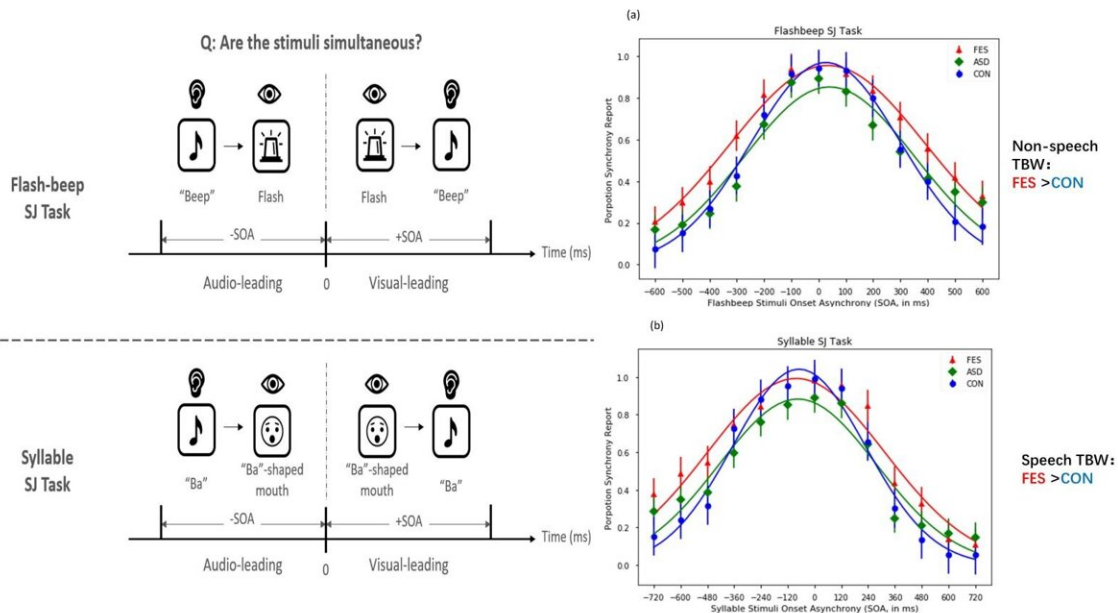 Q: Are the stimuli simultaneous?
Flash-beep
SJ Task
"Beep"
Flash
Flash
"Beep"
-SOA
+SOA
Time (ms)
Audio-leading
0
Visual-leading
Syllable
SJ Task
"Ba"
"Ba"-shaped
mouth
"Ba"-shaped
mouth
"Ba"
-SOA
+SOA
Time (ms)
Audio-leading
0
Visual-leading
(a)
Flashbeep SJ Task
Porpotion Synchrony Report
1.0
0.8
0.6
0.4
0.2
0.0
FES
ASD
CON
−600 −500 −400 −300 −200 −100 0 100 200 300 400 500 600
Flashbeep Stimuli Onset Asynchrony (SOA, in ms)
Non-speech
TBW:
FES >CON
(b)
Syllable SJ Task
Porpotion Synchrony Report
1.0
0.8
0.6
0.4
0.2
0.0
FES
ASD
CON
−720 −600 −480 −360 −240 −120 0 120 240 360 480 600 720
Syllable Stimuli Onset Asynchrony (SOA, in ms)
Speech TBW:
FES >CON